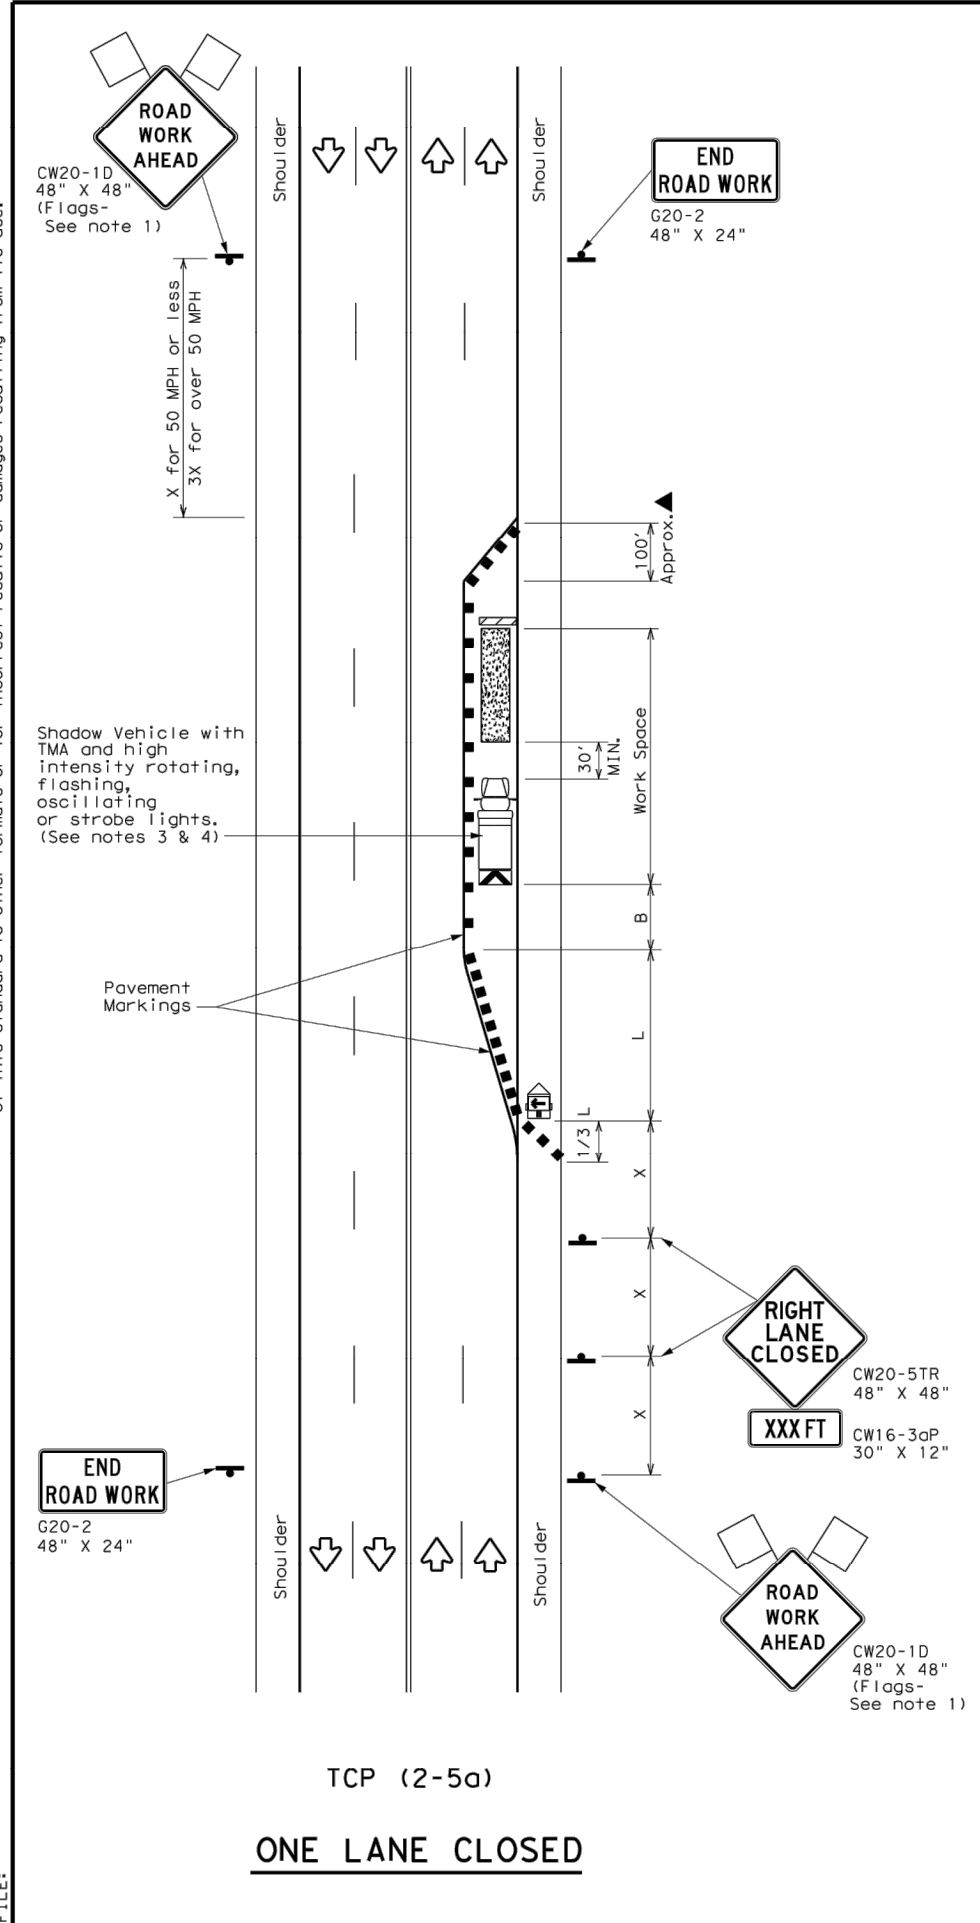 ROAD
WORK
AHEAD
CW20-1D
48" X 48"
(Flags-
See note 1)
Shoulder
Shoulder
END
ROAD WORK
G20-2
48" X 24"
X for 50 MPH or less
3X for over 50 MPH
100'
Approx.
Shadow Vehicle with
TMA and high
intensity rotating,
flashing,
oscillating
or strobe lights.
(See notes 3 & 4)
30'
MIN.
Work Space
B
Pavement
Markings
L
1/3 L
X
X
X
RIGHT
LANE
CLOSED
CW20-5TR
48" X 48"
XXX FT
CW16-3aP
30" X 12"
END
ROAD WORK
G20-2
48" X 24"
Shoulder
Shoulder
ROAD
WORK
AHEAD
CW20-1D
48" X 48"
(Flags-
See note 1)
TCP (2-5a)
ONE LANE CLOSED
FILE: